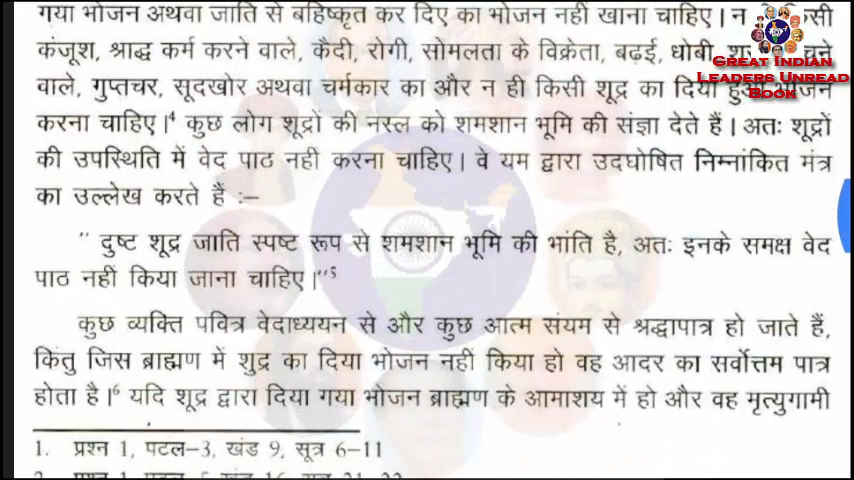 गया भोजन अथवा जाति से बहिष्कृत कर दिए का भोजन नही खाना चाहिए। न
कंजूश, श्राद्ध कर्म करने वाले, कैदी, रोगी, सोमलता के विक्रेता, बढ़ई, धोबी,
वाले, गुप्तचर, सूदखोर अथवा चर्मकार का और न ही किसी शूद्र का दिया
करना चाहिए।⁴ कुछ लोग शूद्रों की नस्ल को शमशान भूमि की संज्ञा देते हैं। अतः शूद्रों
की उपस्थिति में वेद पाठ नही करना चाहिए। वे यम द्वारा उदघोषित निम्नांकित मंत्र
का उल्लेख करते हैं :–
" दुष्ट शूद्र जाति स्पष्ट रूप से शमशान भूमि की भांति है, अतः इनके समक्ष वेद
पाठ नहीं किया जाना चाहिए।"⁵
कुछ व्यक्ति पवित्र वेदाध्ययन से और कुछ आत्म संयम से श्रद्धापात्र हो जाते हैं,
किंतु जिस ब्राह्मण में शुद्र का दिया भोजन नहीं किया हो वह आदर का सर्वोत्तम पात्र
होता है।⁶ यदि शूद्र द्वारा दिया गया भोजन ब्राह्मण के आमाशय में हो और वह मृत्युगामी
1. प्रश्न 1, पटल-3, खंड 9, सूत्र 6-11
Great Indian
Leaders Unread
Book